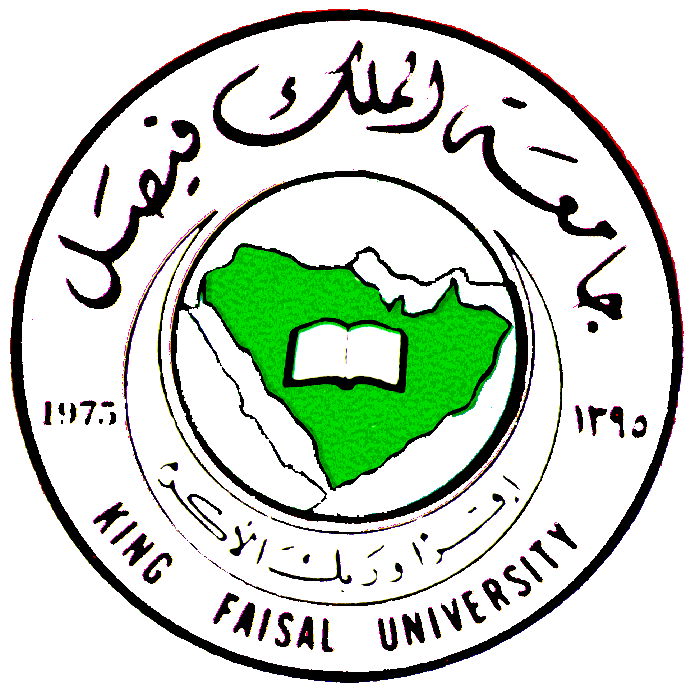 جامعة الملك فيصل
1975
١٣٩٥
اقرأ وربك الأكرم
KING FAISAL UNIVERSITY